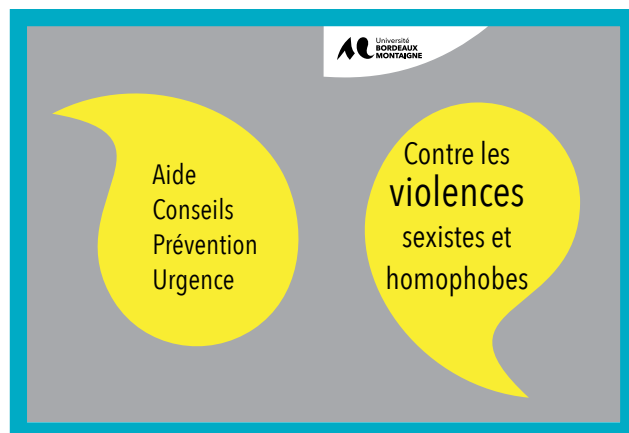 Université
BORDEAUX
MONTAIGNE
Aide
Conseils
Prévention
Urgence
Contre les
violences
sexistes et
homophobes